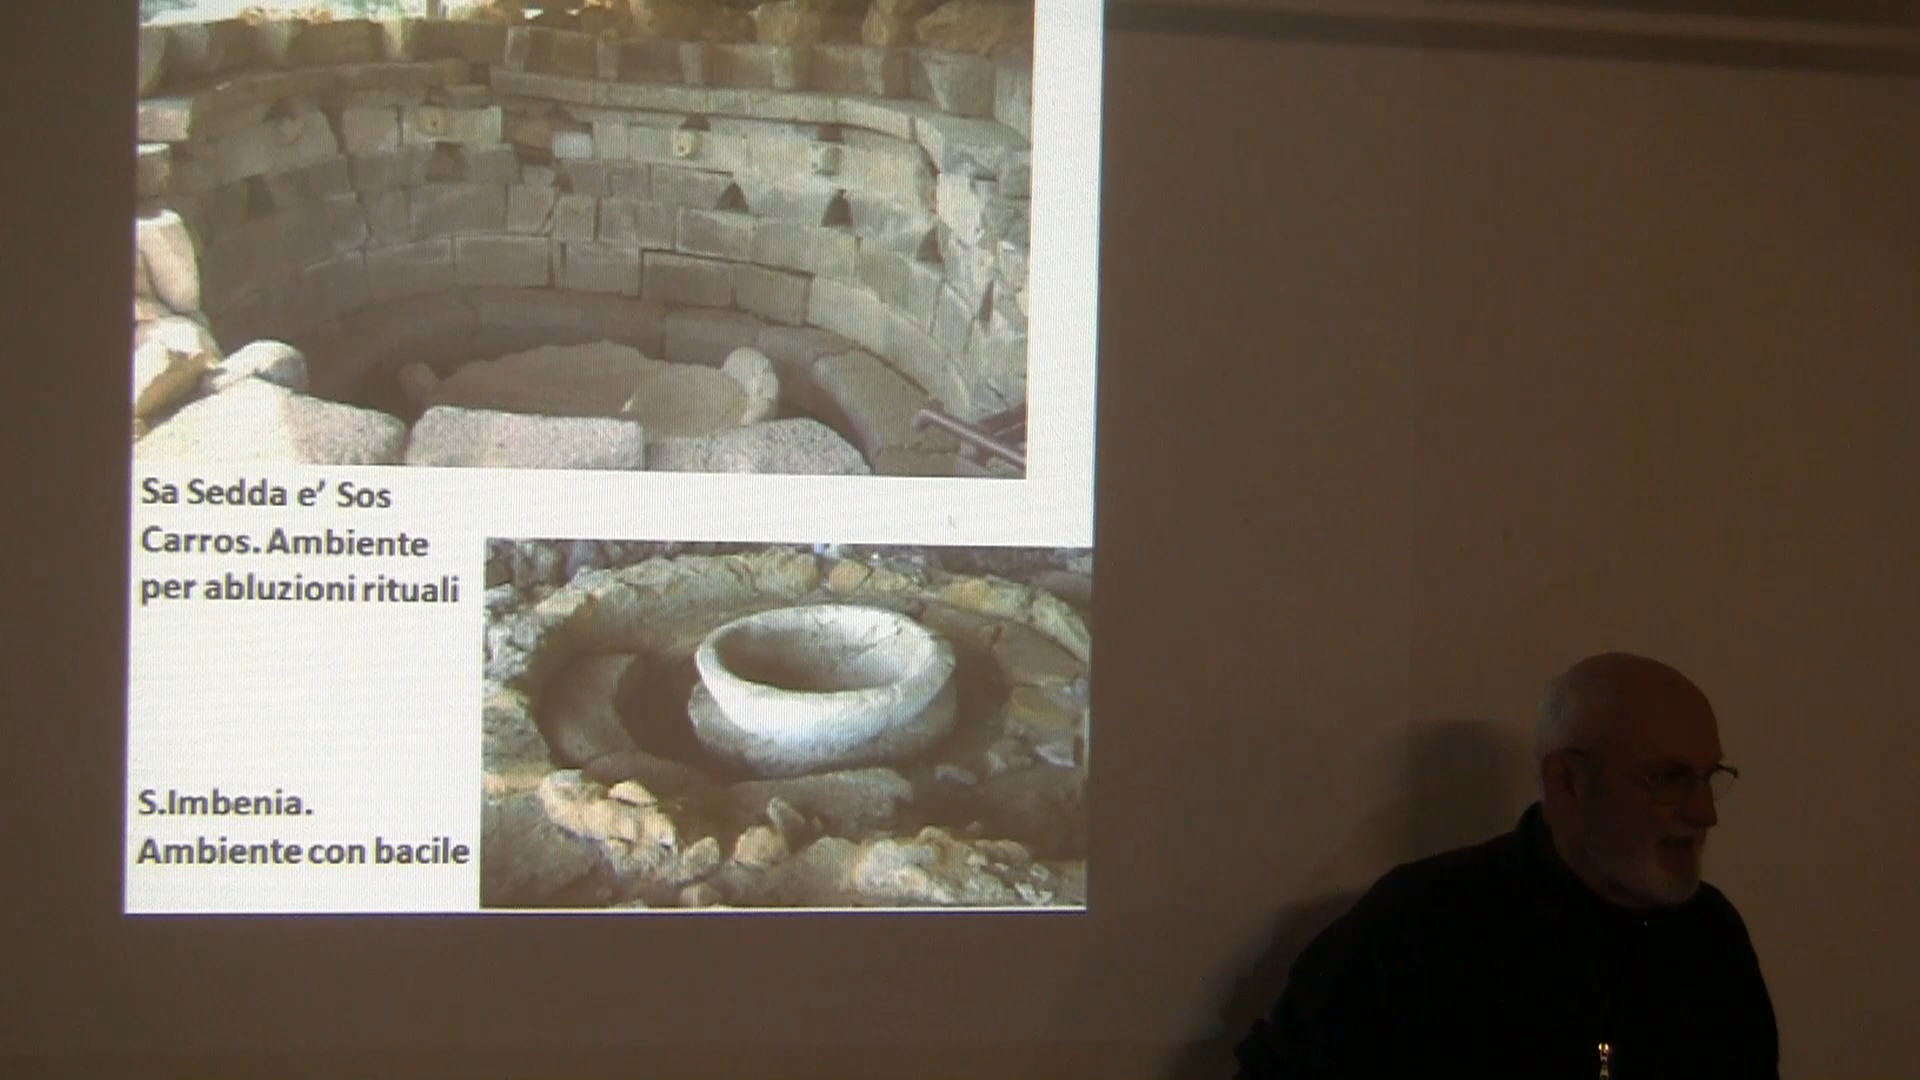 Sa Sedda e’ Sos
Carros. Ambiente
per abluzioni rituali
S.Imbenia.
Ambiente con bacile